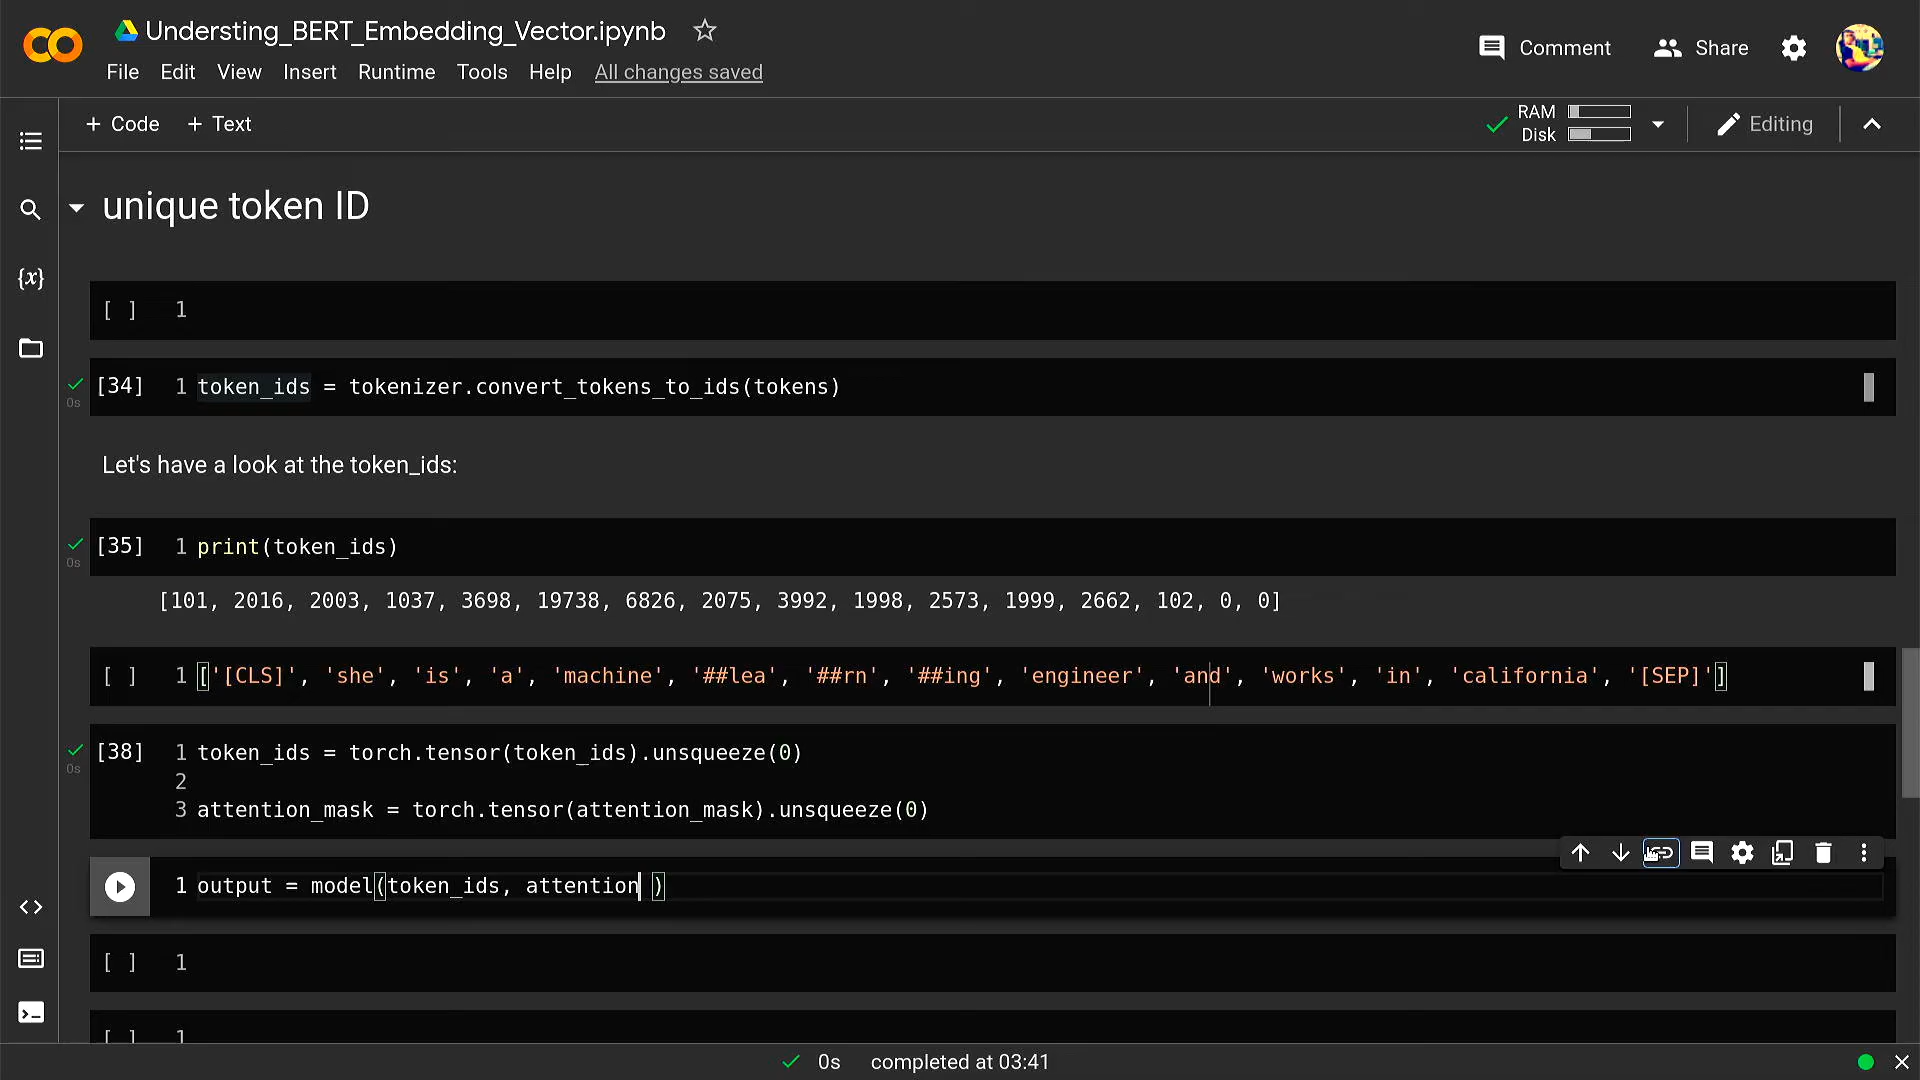 Understing_BERT_Embedding_Vector.ipynb
File Edit View Insert Runtime Tools Help All changes saved
Comment Share
+ Code + Text
RAM
Disk
Editing
unique token ID
[ ] 1
[34] 1 token_ids = tokenizer.convert_tokens_to_ids(tokens)
0s
Let's have a look at the token_ids:
[35] 1 print(token_ids)
0s
[101, 2016, 2003, 1037, 3698, 19738, 6826, 2075, 3992, 1998, 2573, 1999, 2662, 102, 0, 0]
[ ] 1 ['[CLS]', 'she', 'is', 'a', 'machine', '##lea', '##rn', '##ing', 'engineer', 'and', 'works', 'in', 'california', '[SEP]']
[38] 1 token_ids = torch.tensor(token_ids).unsqueeze(0)
0s
2
3 attention_mask = torch.tensor(attention_mask).unsqueeze(0)
1 output = model(token_ids, attention )
[ ] 1
[ ] 1
0s completed at 03:41